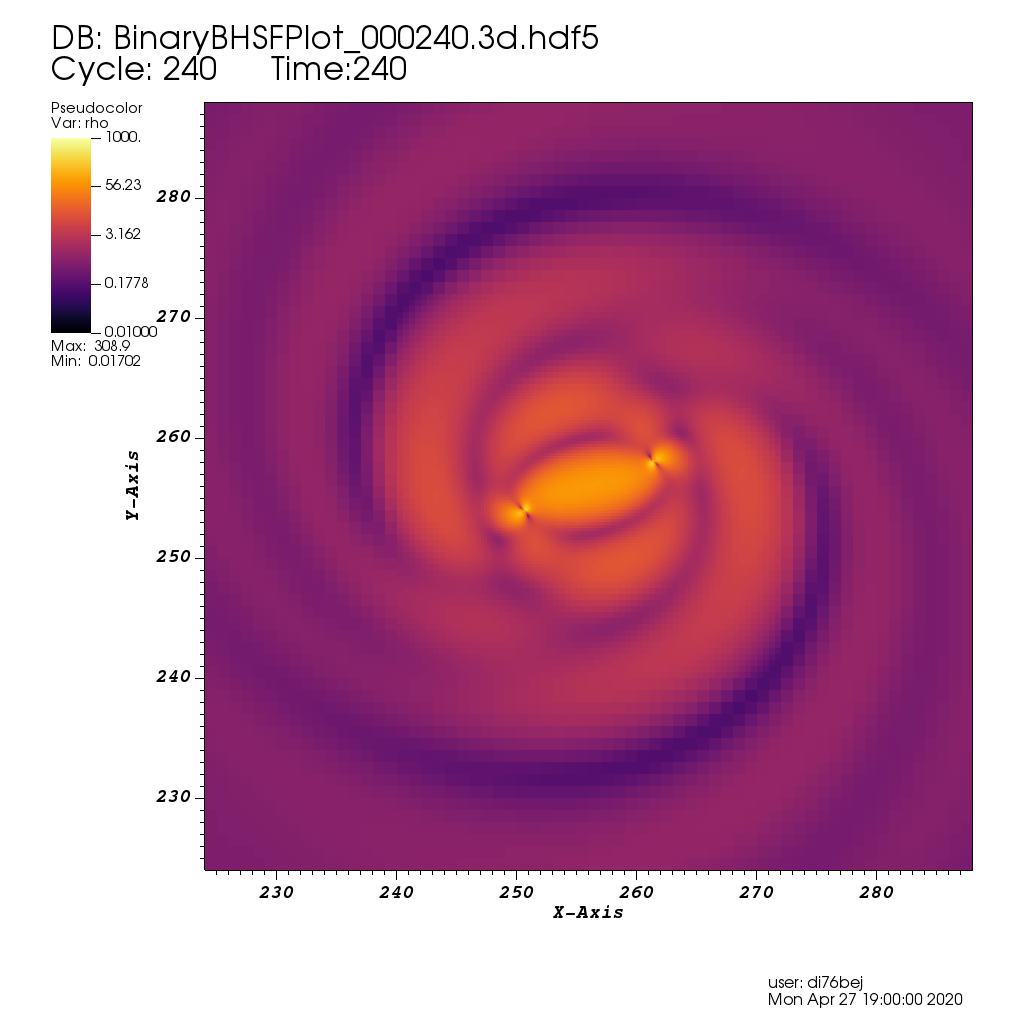 DB: BinaryBHSFPlot_000240.3d.hdf5
Cycle: 240 Time:240
Pseudocolor
Var: rho
1000.
56.23
3.162
0.1778
0.01000
Max: 308.9
Min: 0.01702
280
270
260
250
240
230
Y-Axis
230 240 250 260 270 280
X-Axis
user: di76bej
Mon Apr 27 19:00:00 2020